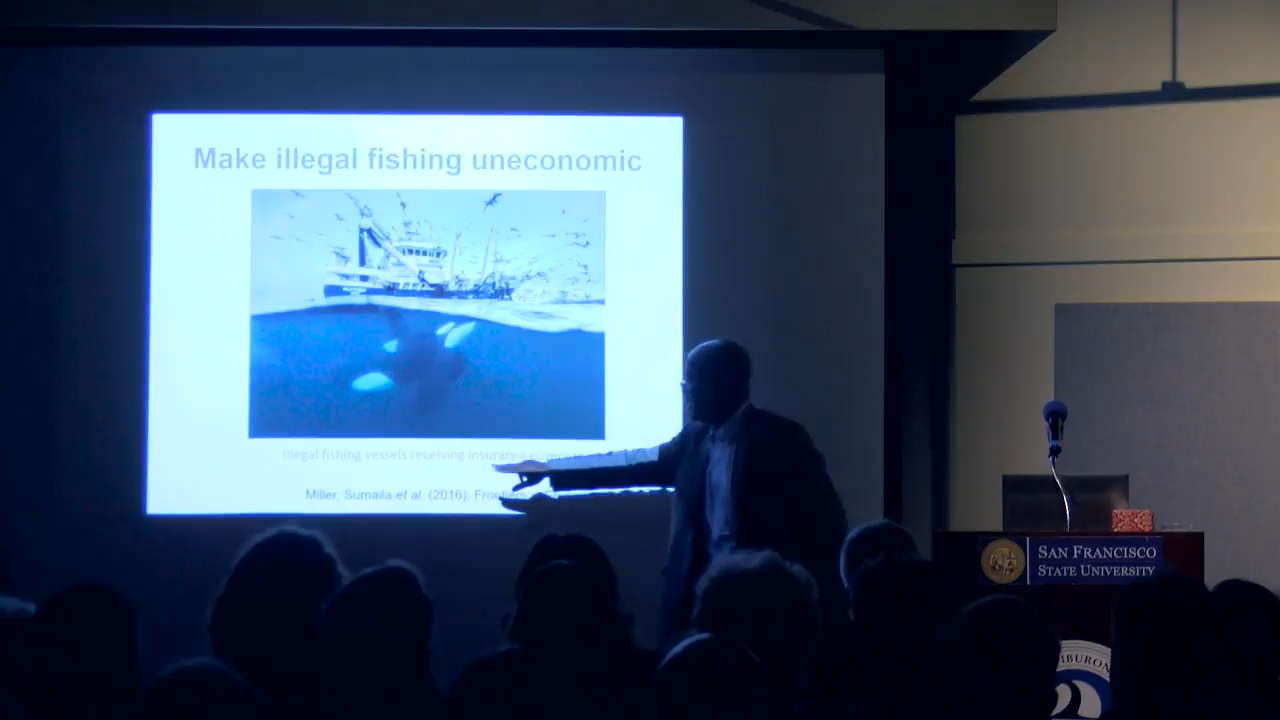 Make illegal fishing uneconomic
Illegal fishing vessels receiving insurance
Miller, Sumaila et al. (2016): Frontiers
SAN FRANCISCO
STATE UNIVERSITY
TIBURON